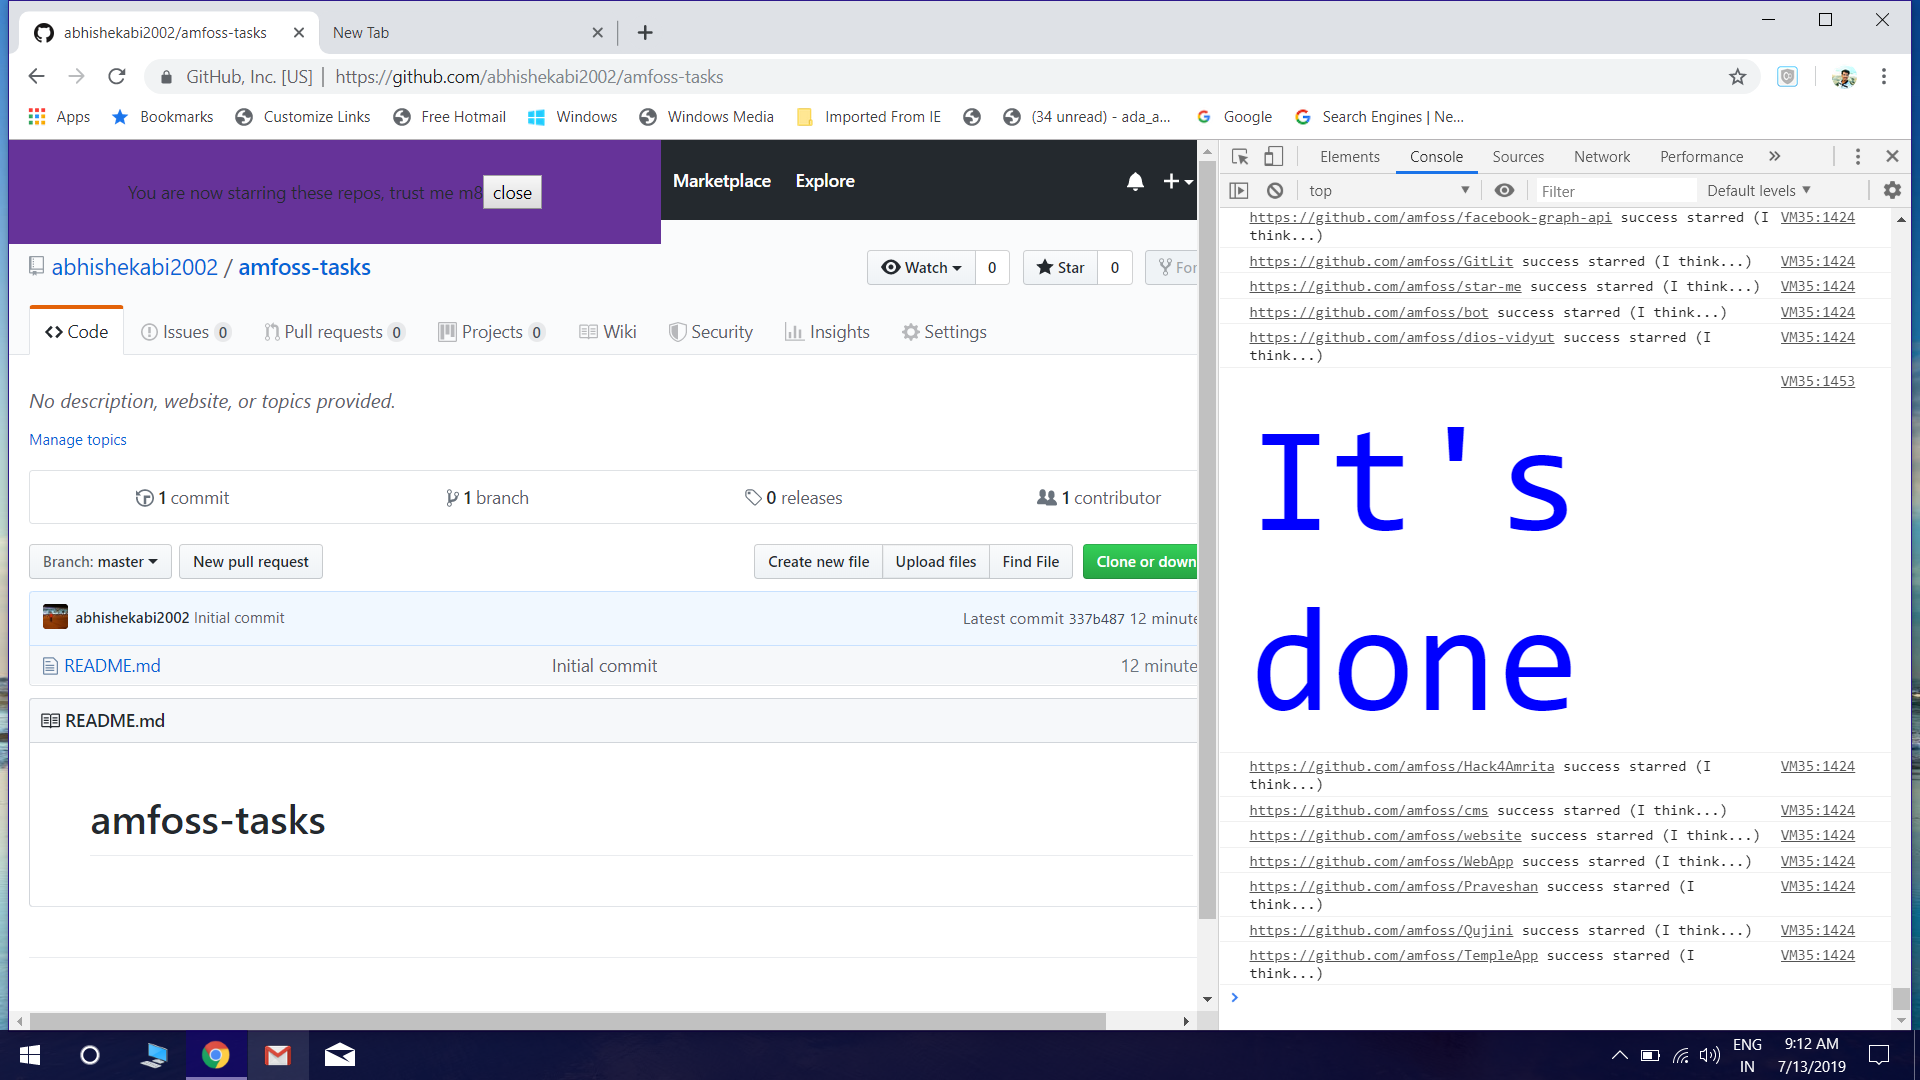 abhishekabi2002/amfoss-tasks
New Tab
GitHub, Inc. [US] | https://github.com/abhishekabi2002/amfoss-tasks
Apps Bookmarks Customize Links Free Hotmail Windows Windows Media Imported From IE (34 unread) - ada_a... Google Search Engines | Ne...
You are now starring these repos, trust me m8 close
Marketplace Explore
abhishekabi2002 / amfoss-tasks
Watch 0 Star 0 For
Code Issues 0 Pull requests 0 Projects 0 Wiki Security Insights Settings
No description, website, or topics provided.
Manage topics
1 commit 1 branch 0 releases 1 contributor
Branch: master New pull request Create new file Upload files Find File Clone or down
abhishekabi2002 Initial commit Latest commit 337b487 12 minute
README.md Initial commit 12 minute
README.md
amfoss-tasks
Elements Console Sources Network Performance »
top Filter Default levels
https://github.com/amfoss/facebook-graph-api success starred (I VM35:1424
think...)
https://github.com/amfoss/GitLit success starred (I think...) VM35:1424
https://github.com/amfoss/star-me success starred (I think...) VM35:1424
https://github.com/amfoss/bot success starred (I think...) VM35:1424
https://github.com/amfoss/dios-vidyut success starred (I VM35:1424
think...)
VM35:1453
It's
done
https://github.com/amfoss/Hack4Amrita success starred (I VM35:1424
think...)
https://github.com/amfoss/cms success starred (I think...) VM35:1424
https://github.com/amfoss/website success starred (I think...) VM35:1424
https://github.com/amfoss/WebApp success starred (I think...) VM35:1424
https://github.com/amfoss/Praveshan success starred (I VM35:1424
think...)
https://github.com/amfoss/Qujini success starred (I think...) VM35:1424
https://github.com/amfoss/TempleApp success starred (I VM35:1424
think...)
ENG 9:12 AM
IN 7/13/2019